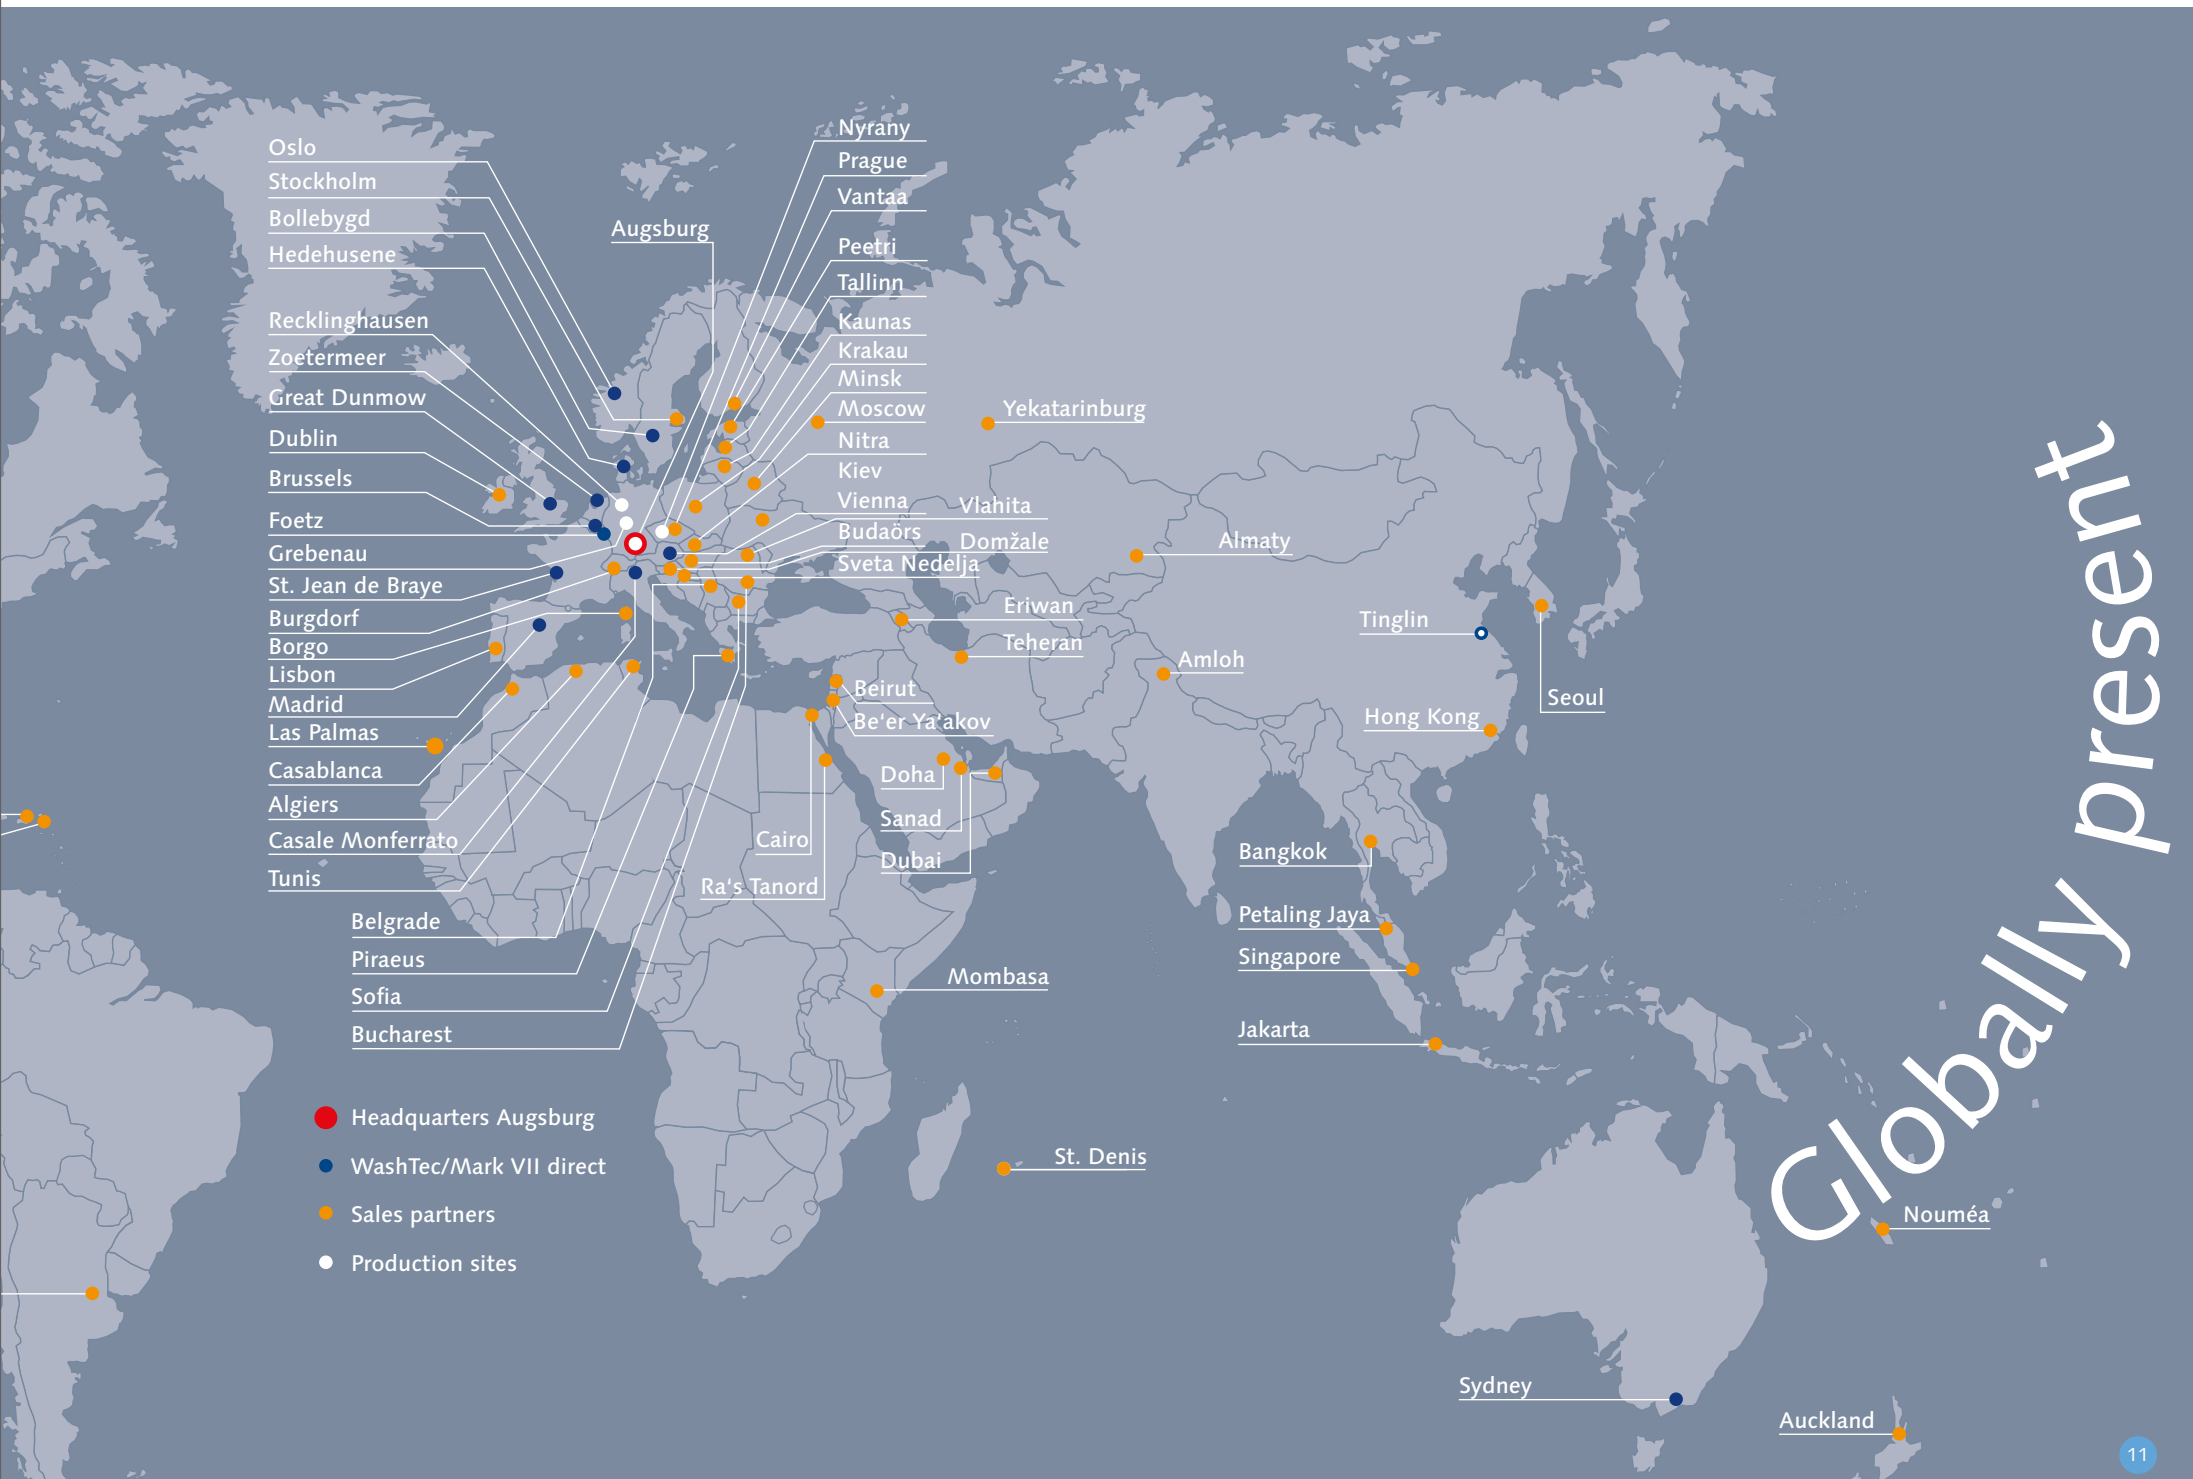 Oslo
Stockholm
Bollebygd
Hedehusene
Recklinghausen
Zoetermeer
Great Dunmow
Dublin
Brussels
Foetz
Grebenau
St. Jean de Braye
Burgdorf
Borgo
Lisbon
Madrid
Las Palmas
Casablanca
Algiers
Casale Monferrato
Tunis
Belgrade
Piraeus
Sofia
Bucharest
Augsburg
Nyrany
Prague
Vantaa
Peetri
Tallinn
Kaunas
Krakau
Minsk
Moscow
Nitra
Kiev
Vienna
Vlahita
Budaörs
Domžale
Sveta Nedelja
Yekatarinburg
Almaty
Eriwan
Teheran
Amloh
Beirut
Be'er Ya'akov
Doha
Sanad
Dubai
Cairo
Ra's Tanord
Mombasa
St. Denis
Tinglin
Seoul
Hong Kong
Bangkok
Petaling Jaya
Singapore
Jakarta
Nouméa
Sydney
Auckland
Headquarters Augsburg
WashTec/Mark VII direct
Sales partners
Production sites
Globally present
11